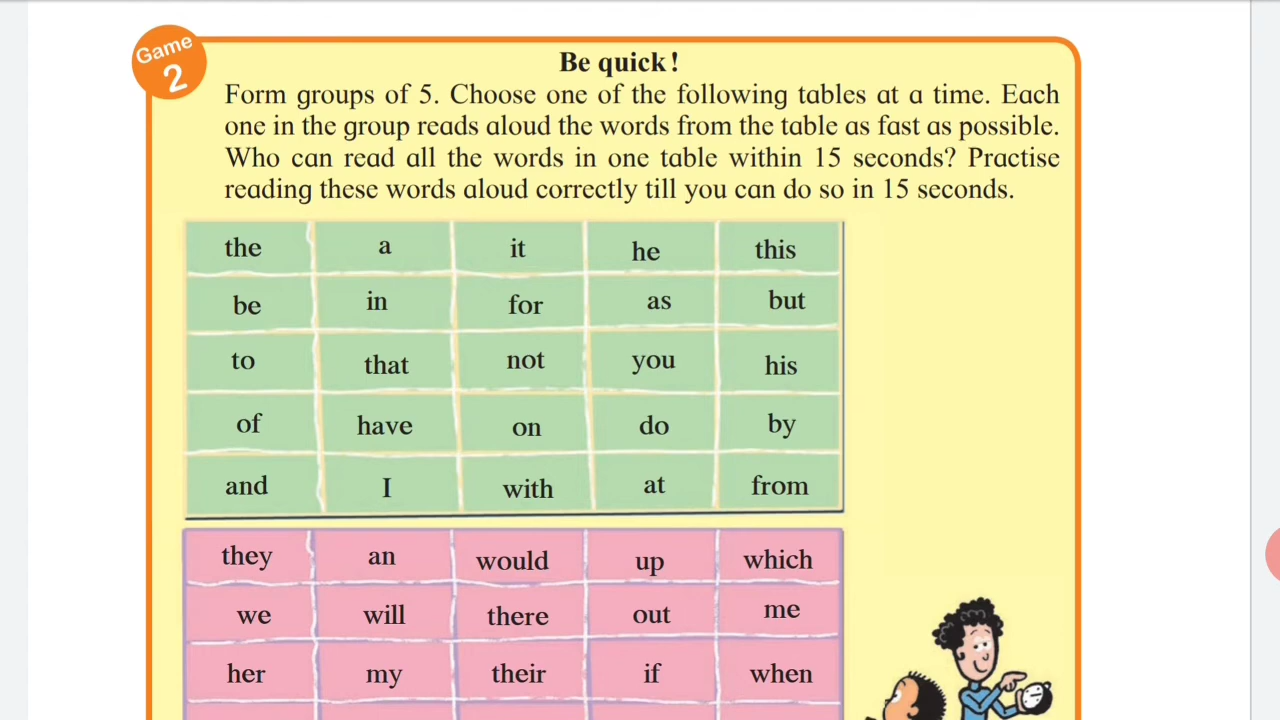 Game
2
Be quick!
Form groups of 5. Choose one of the following tables at a time. Each
one in the group reads aloud the words from the table as fast as possible.
Who can read all the words in one table within 15 seconds? Practise
reading these words aloud correctly till you can do so in 15 seconds.
the a it he this
be in for as but
to that not you his
of have on do by
and I with at from
they an would up which
we will there out me
her my their if when